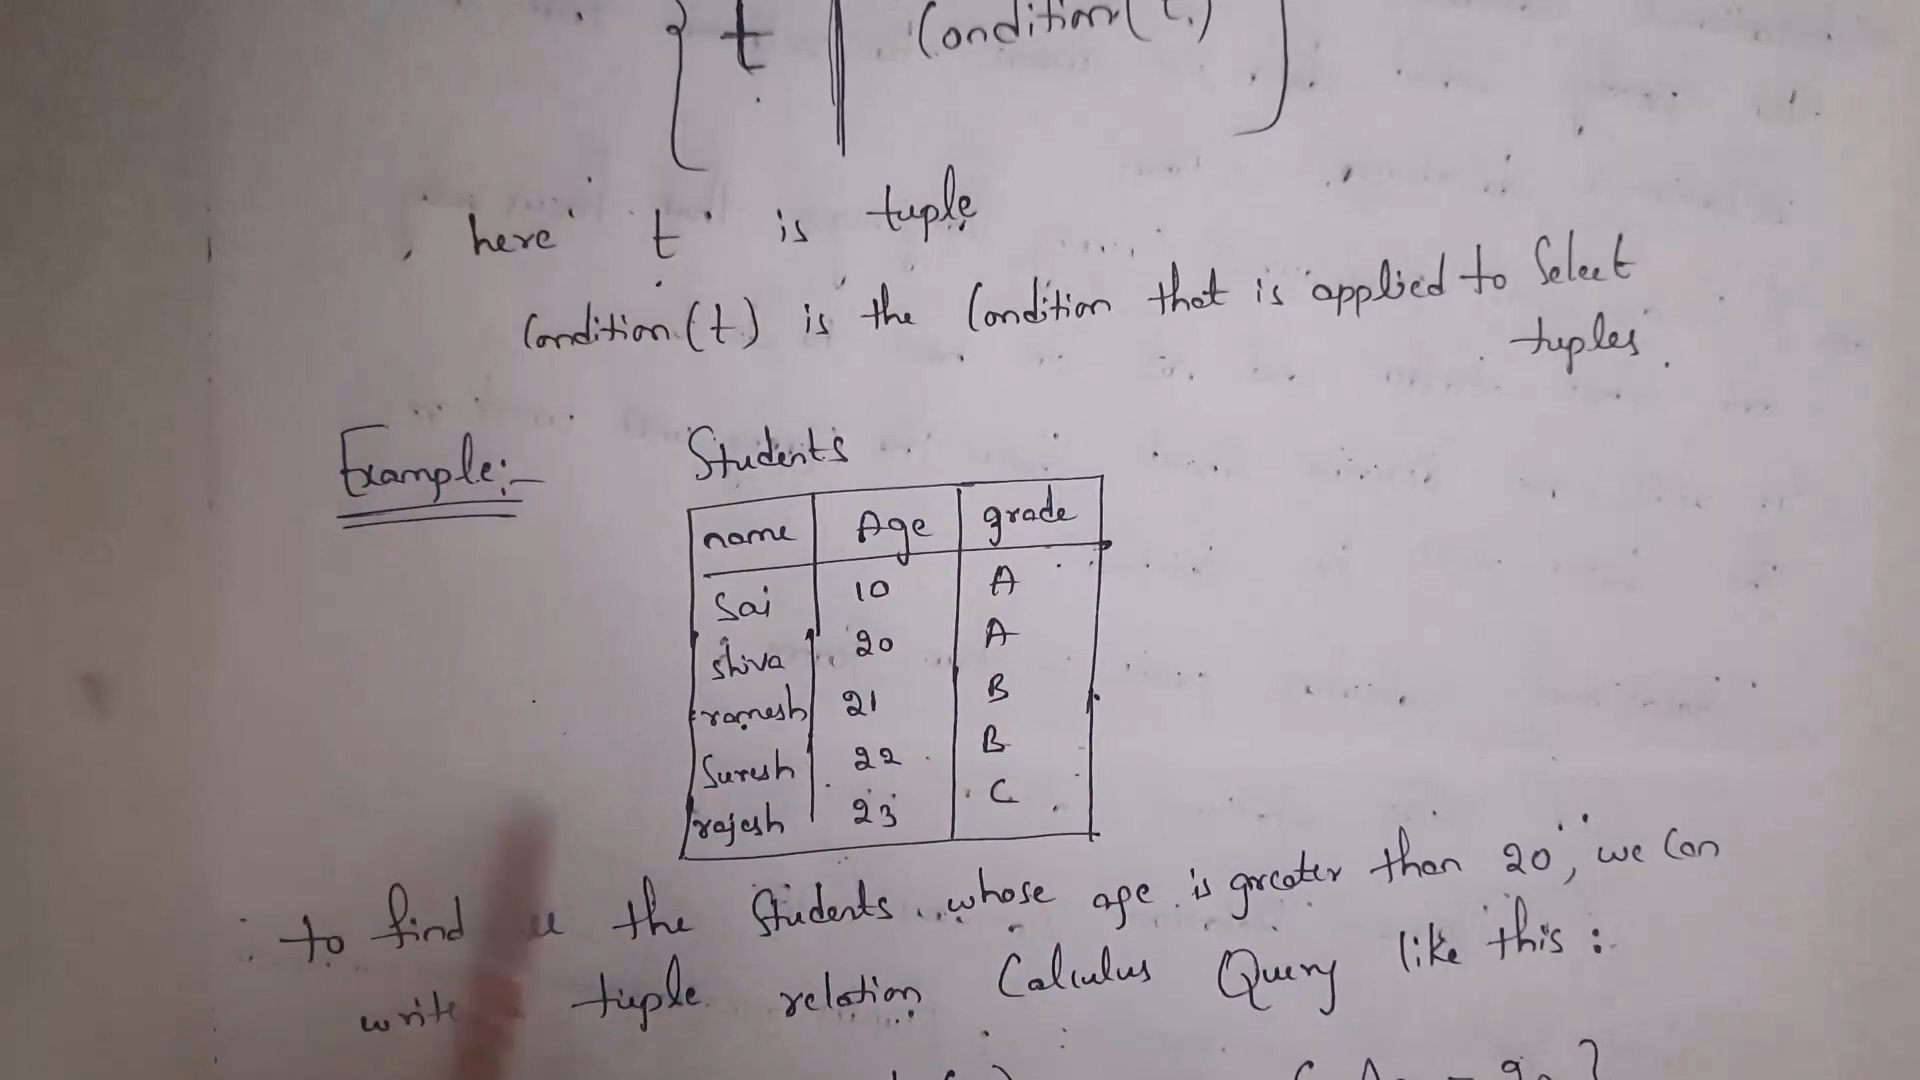 { t | Condition(t) }
here t is tuple
Condition (t) is the Condition that is applied to Select
tuples.
Example:-
Students
name Age grade
Sai 10 A
shiva 20 A
ramesh 21 B
Suresh 22 B
rajesh 23 C
to find the Students whose age is greater than 20, we can
write tuple relation Calculus Query like this :